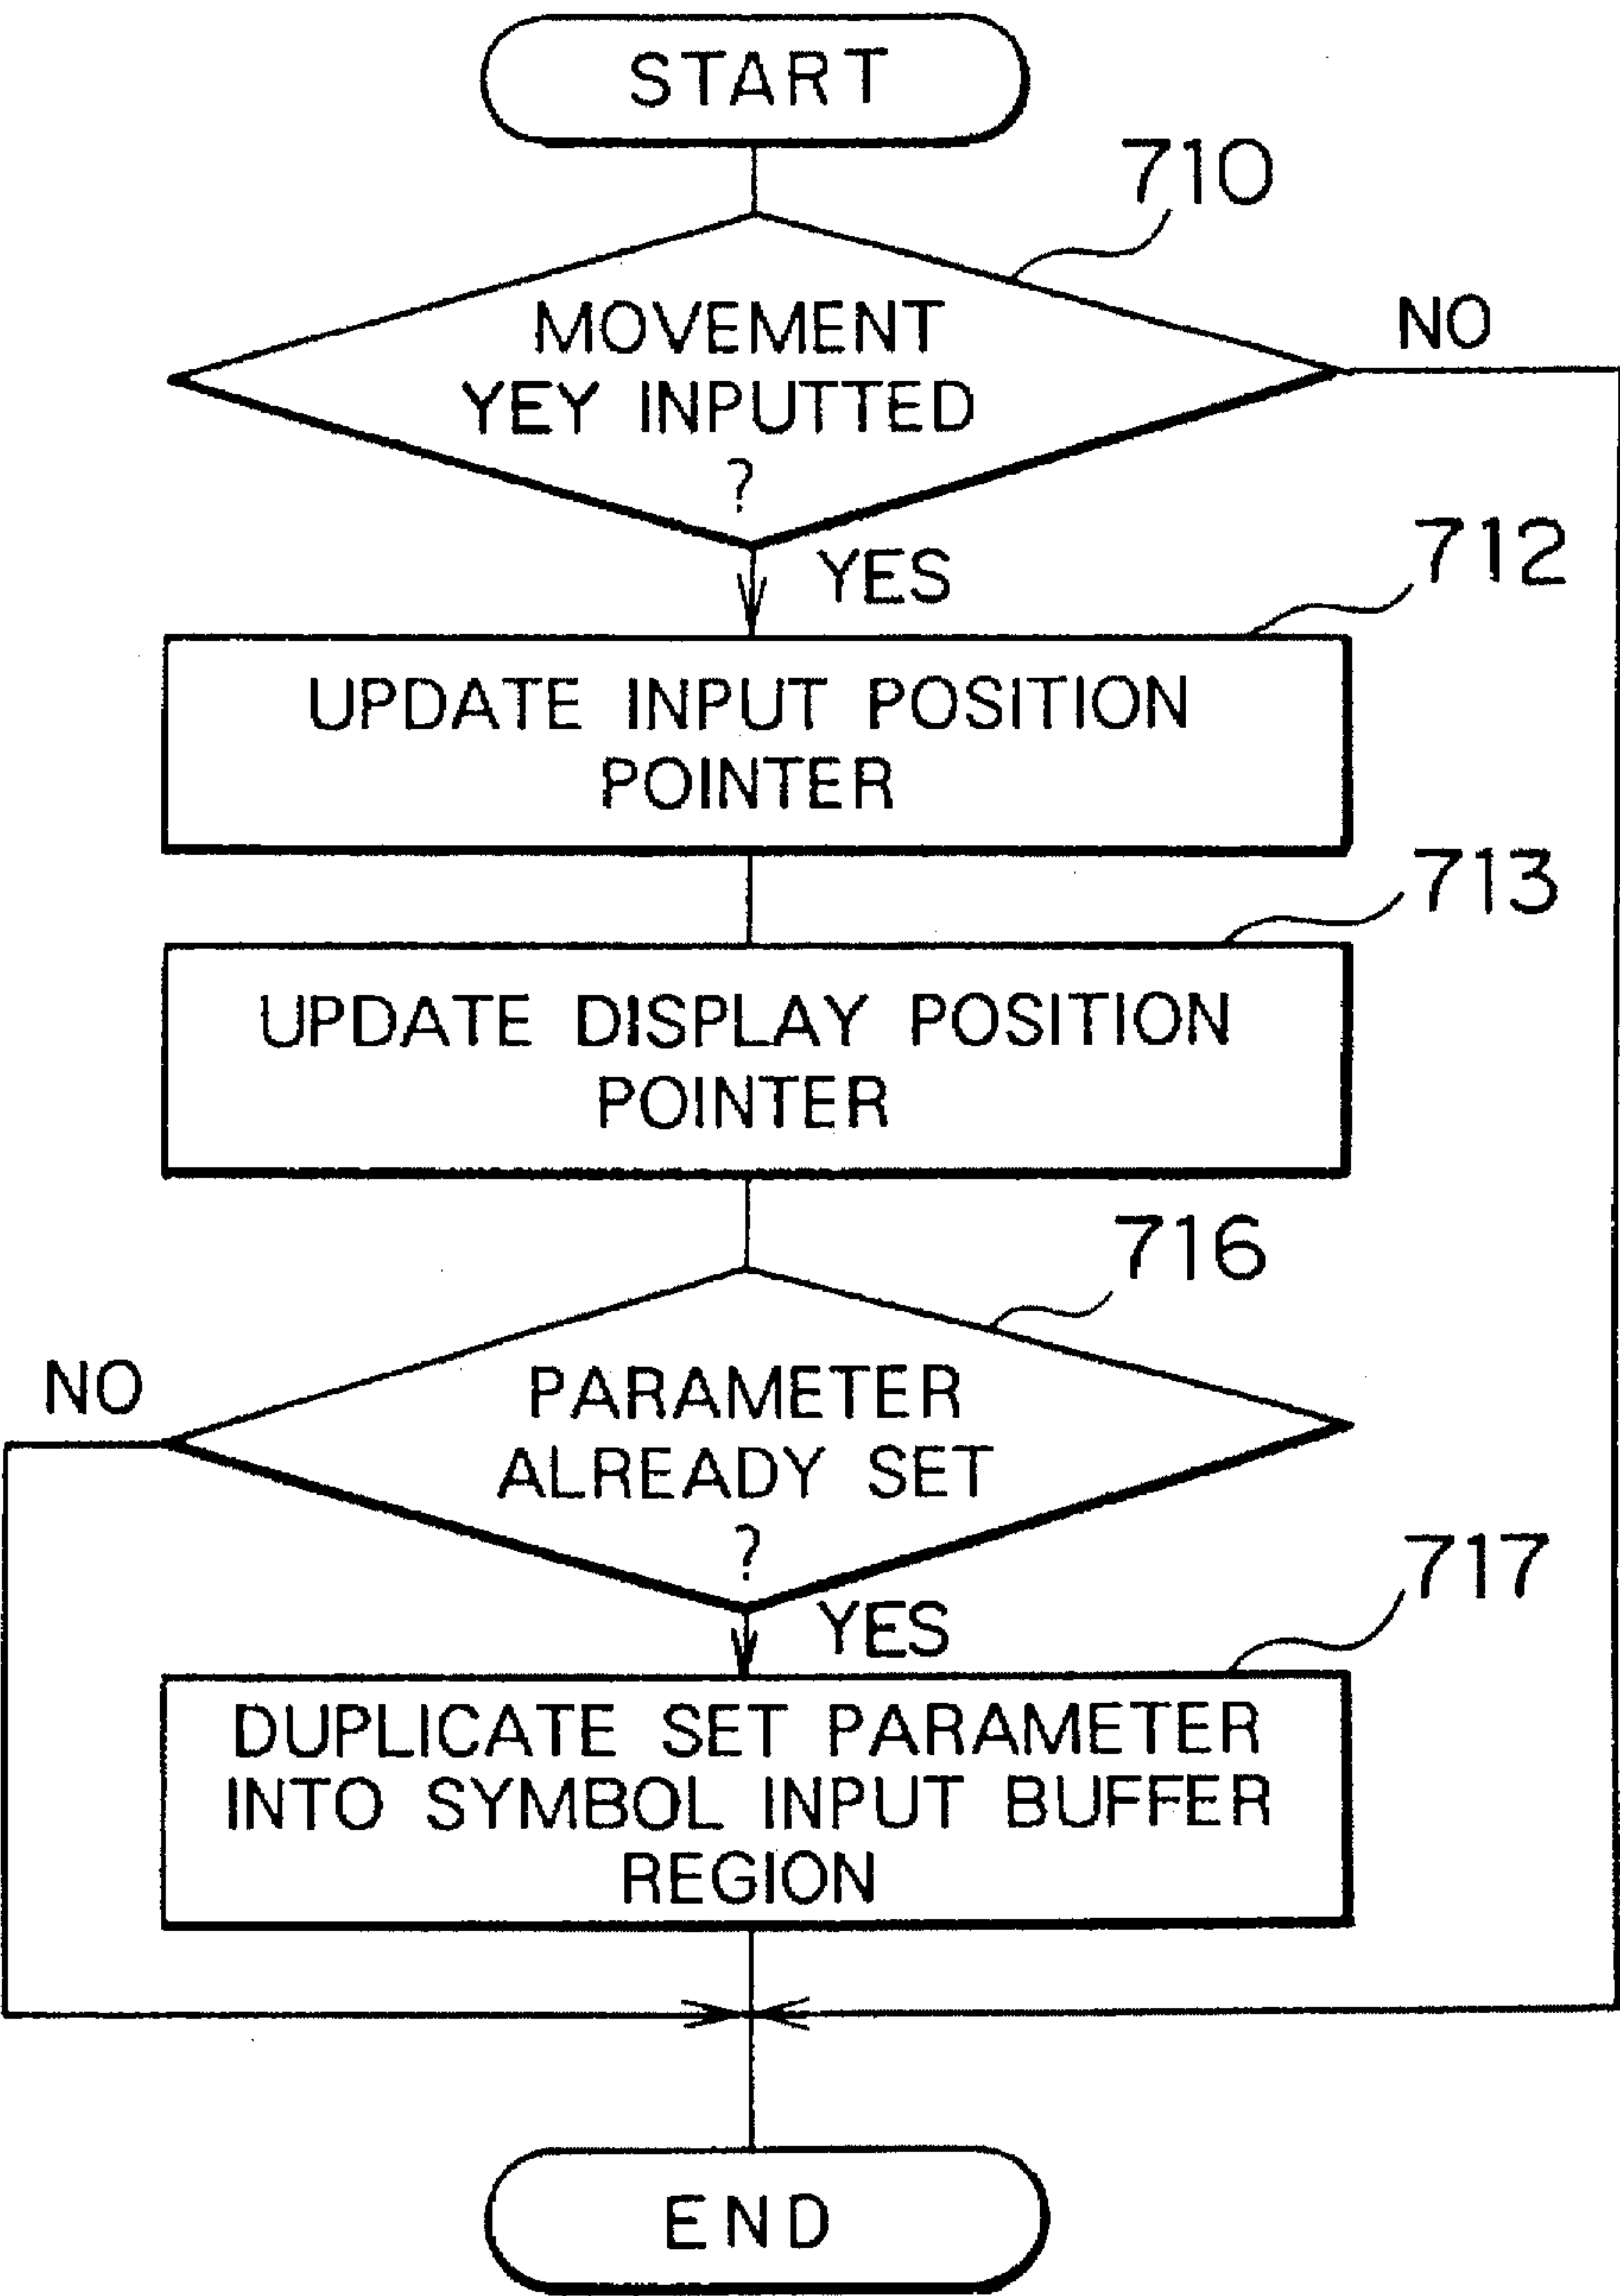 START
710
MOVEMENT
YEY INPUTTED
?
NO
YES
712
UPDATE INPUT POSITION
POINTER
713
UPDATE DISPLAY POSITION
POINTER
716
NO
PARAMETER
ALREADY SET
?
YES
717
DUPLICATE SET PARAMETER
INTO SYMBOL INPUT BUFFER
REGION
END